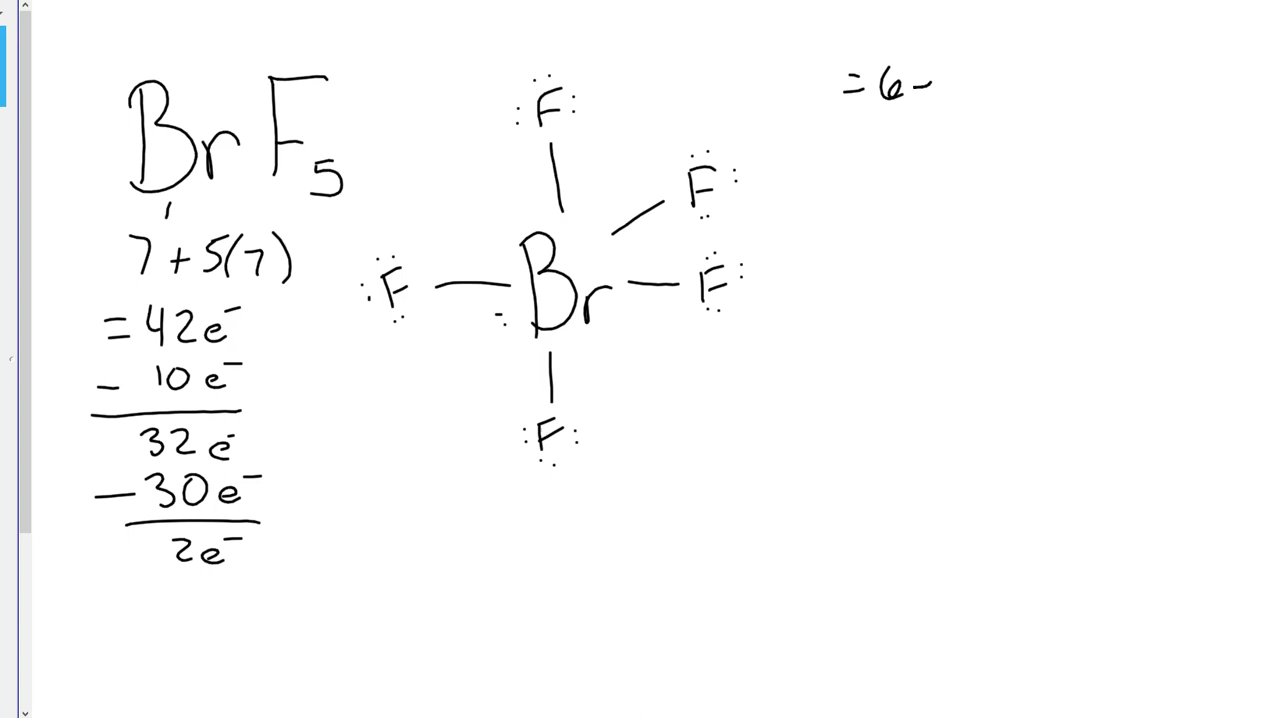 BrF₅
7 + 5(7)
= 42e⁻
- 10e⁻
32e⁻
- 30e⁻
2e⁻
F
F
F — Br — F
F
= 6 -